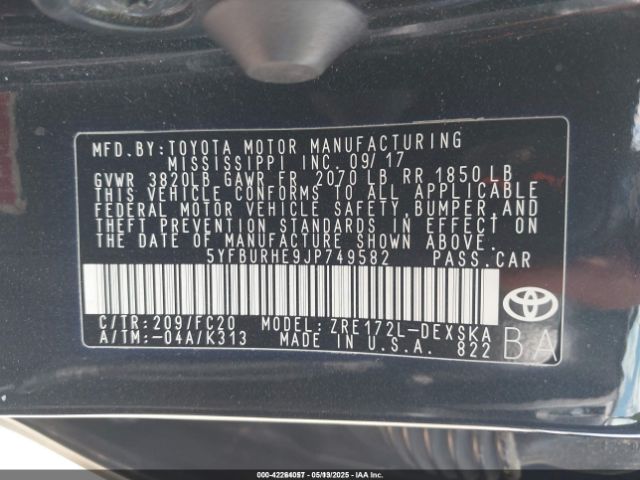 MFD.BY:TOYOTA MOTOR MANUFACTURING
MISSISSIPPI INC. 09/17
GVWR 3820LB GAWR FR 2070 LB RR 1850 LB
THIS VEHICLE CONFORMS TO ALL APPLICABLE
FEDERAL MOTOR VEHICLE SAFETY, BUMPER,AND
THEFT PREVENTION STANDARDS IN EFFECT ON
THE DATE OF MANUFACTURE SHOWN ABOVE.
5YFBURHE9JP749582 PASS.CAR
C/TR:209/FC20 MODEL:ZRE172L-DEXSKA
A/TM:-04A/K313 MADE IN U.S.A. 822
BA
000-42264057 - 05/19/2025 - COPYRIGHT © IAA, LLC